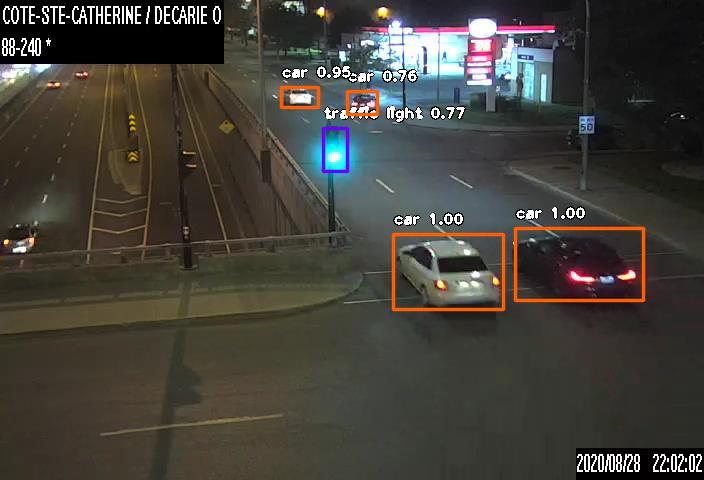 COTE-STE-CATHERINE / DECARIE O
88-240 *
car 0.95
car 0.76
traffic light 0.77
50
car 1.00
car 1.00
2020/08/28 22:02:02